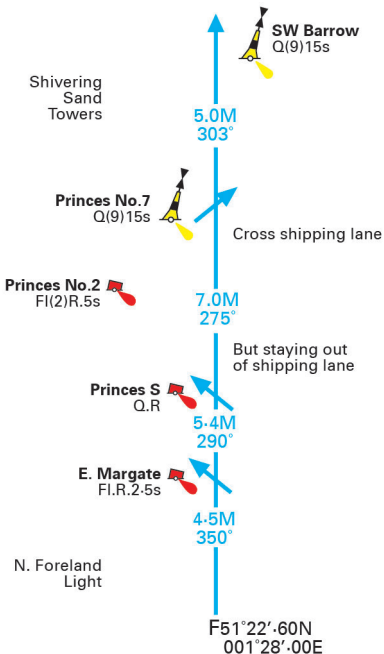 SW Barrow
Q(9)15s
Shivering
Sand
Towers
5.0M
303°
Princes No.7
Q(9)15s
Cross shipping lane
Princes No.2
Fl(2)R.5s
7.0M
275°
But staying out
of shipping lane
Princes S
Q.R
5·4M
290°
E. Margate
Fl.R.2·5s
4·5M
350°
N. Foreland
Light
F51°22’·60N
001°28’·00E